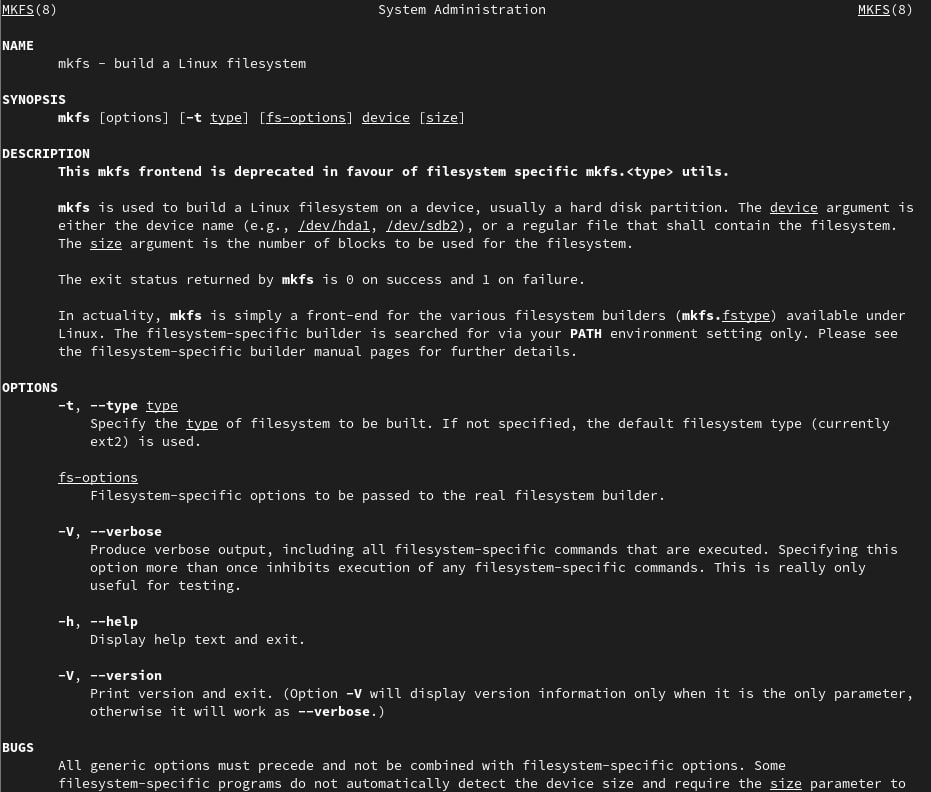 MKFS(8) System Administration MKFS(8)
NAME
mkfs - build a Linux filesystem
SYNOPSIS
mkfs [options] [-t type] [fs-options] device [size]
DESCRIPTION
This mkfs frontend is deprecated in favour of filesystem specific mkfs.<type> utils.
mkfs is used to build a Linux filesystem on a device, usually a hard disk partition. The device argument is
either the device name (e.g., /dev/hda1, /dev/sdb2), or a regular file that shall contain the filesystem.
The size argument is the number of blocks to be used for the filesystem.
The exit status returned by mkfs is 0 on success and 1 on failure.
In actuality, mkfs is simply a front-end for the various filesystem builders (mkfs.fstype) available under
Linux. The filesystem-specific builder is searched for via your PATH environment setting only. Please see
the filesystem-specific builder manual pages for further details.
OPTIONS
-t, --type type
Specify the type of filesystem to be built. If not specified, the default filesystem type (currently
ext2) is used.
fs-options
Filesystem-specific options to be passed to the real filesystem builder.
-V, --verbose
Produce verbose output, including all filesystem-specific commands that are executed. Specifying this
option more than once inhibits execution of any filesystem-specific commands. This is really only
useful for testing.
-h, --help
Display help text and exit.
-V, --version
Print version and exit. (Option -V will display version information only when it is the only parameter,
otherwise it will work as --verbose.)
BUGS
All generic options must precede and not be combined with filesystem-specific options. Some
filesystem-specific programs do not automatically detect the device size and require the size parameter to